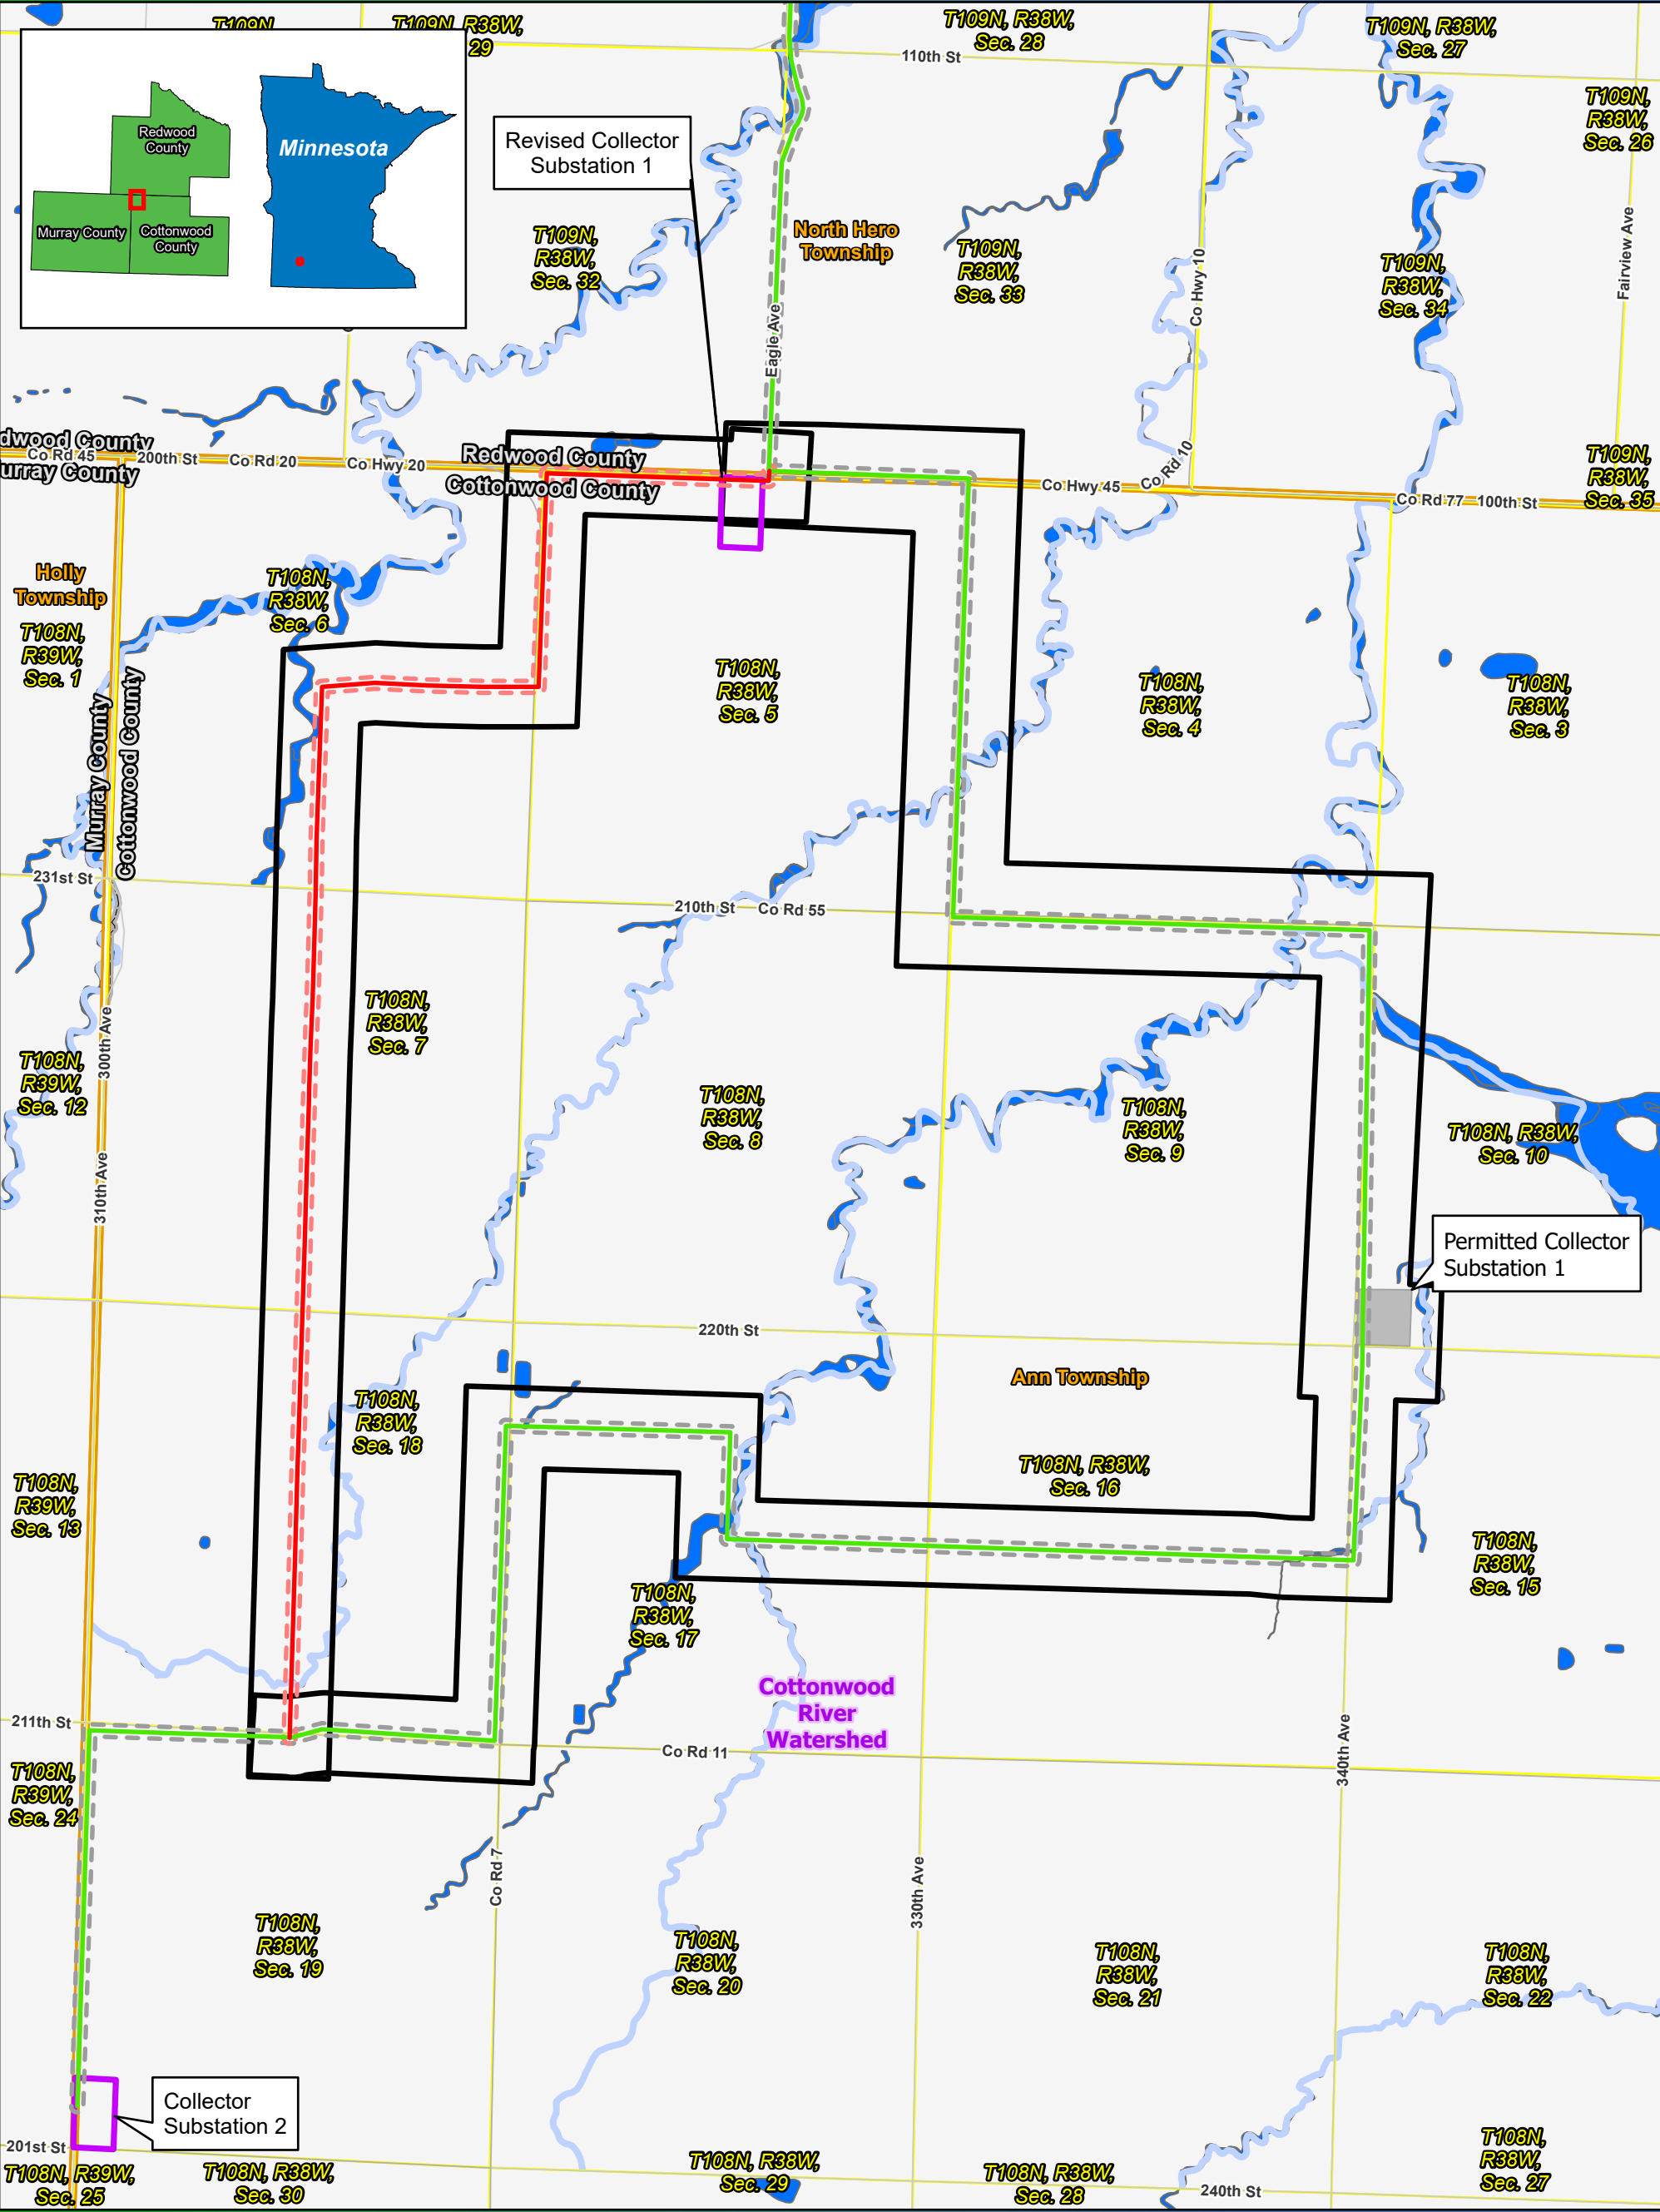 T109N,
T109N, R38W,
29
T109N, R38W,
Sec. 28
T109N, R38W,
Sec. 27
110th St
T109N,
R38W,
Sec. 26
Redwood
County
Murray County
Cottonwood
County
Minnesota
Revised Collector
Substation 1
T109N,
R38W,
Sec. 32
North Hero
Township
T109N,
R38W,
Sec. 33
Co Hwy 10
T109N,
R38W,
Sec. 34
Fairview Ave
Eagle Ave
dwood County
Co Rd 45
urray County
200th St
Co Rd 20
Co Hwy 20
Redwood County
Cottonwood County
Co Hwy 45
Co Rd 10
Co Rd 77
100th St
T109N,
R38W,
Sec. 35
Holly
Township
T108N,
R39W,
Sec. 1
T108N,
R38W,
Sec. 6
Murray County
Cottonwood County
T108N,
R38W,
Sec. 5
T108N,
R38W,
Sec. 4
T108N,
R38W,
Sec. 3
231st St
210th St
Co Rd 55
T108N,
R38W,
Sec. 7
300th Ave
T108N,
R39W,
Sec. 12
T108N,
R38W,
Sec. 8
T108N,
R38W,
Sec. 9
T108N, R38W,
Sec. 10
310th Ave
Permitted Collector
Substation 1
220th St
Ann Township
T108N,
R38W,
Sec. 18
T108N, R38W,
Sec. 16
T108N,
R39W,
Sec. 13
T108N,
R38W,
Sec. 15
T108N,
R38W,
Sec. 17
Cottonwood
River
Watershed
211th St
Co Rd 11
340th Ave
T108N,
R39W,
Sec. 24
Co Rd 7
330th Ave
T108N,
R38W,
Sec. 19
T108N,
R38W,
Sec. 20
T108N,
R38W,
Sec. 21
T108N,
R38W,
Sec. 22
Collector
Substation 2
201st St
T108N, R39W,
Sec. 25
T108N, R38W,
Sec. 30
T108N, R38W,
Sec. 29
T108N, R38W,
Sec. 28
T108N,
R38W,
Sec. 27
240th St